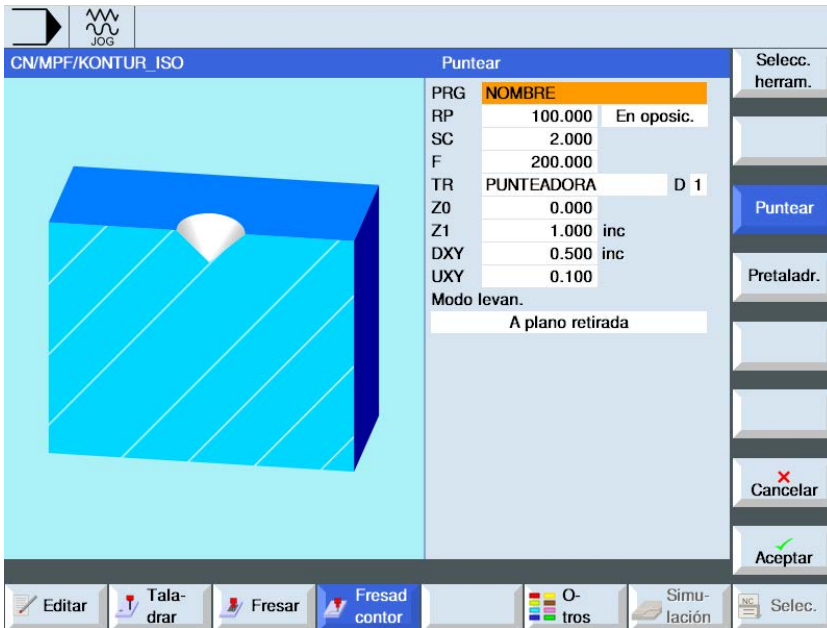 JOG
CN/MPF/KONTUR_ISO
Puntear
PRG NOMBRE
RP 100.000 En oposic.
SC 2.000
F 200.000
TR PUNTEADORA D 1
Z0 0.000
Z1 1.000 inc
DXY 0.500 inc
UXY 0.100
Modo levan.
A plano retirada
Selecc.
herram.
Puntear
Pretaladr.
Cancelar
Aceptar
Editar
Tala-
drar
Fresar
Fresad
contor
O-
tros
Simu-
lación
NC
Selec.